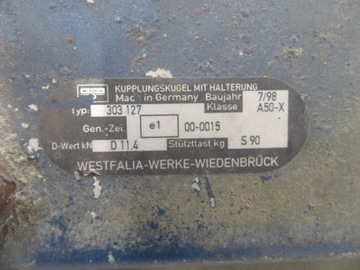 KUPPLUNGSKUGEL MIT HALTERUNG
Made in Germany Baujahr 7/98
Typ: 303 127 Klasse A50-X
Gen.-Zei. e1 00-0015
D-Wert kN D 11.4 Stützlast kg S 90
WESTFALIA-WERKE-WIEDENBRÜCK